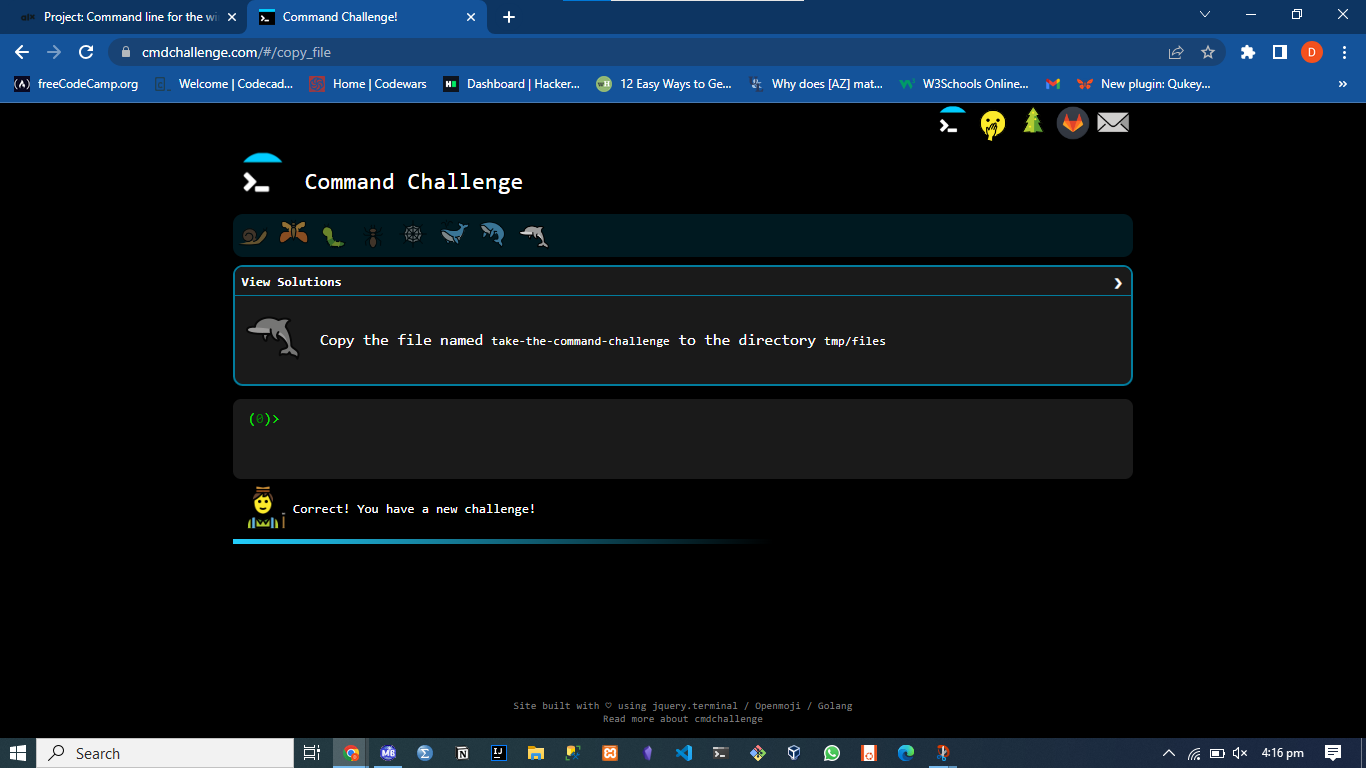 Project: Command line for the wi
Command Challenge!
cmdchallenge.com/#/copy_file
D
freeCodeCamp.org
Welcome | Codecad...
Home | Codewars
Dashboard | Hacker...
12 Easy Ways to Ge...
Why does [AZ] mat...
W3Schools Online...
New plugin: Qukey...
»
Command Challenge
View Solutions
Copy the file named take-the-command-challenge to the directory tmp/files
(0)>
Correct! You have a new challenge!
Site built with ♡ using jquery.terminal / Openmoji / Golang
Read more about cmdchallenge
Search
4:16 pm